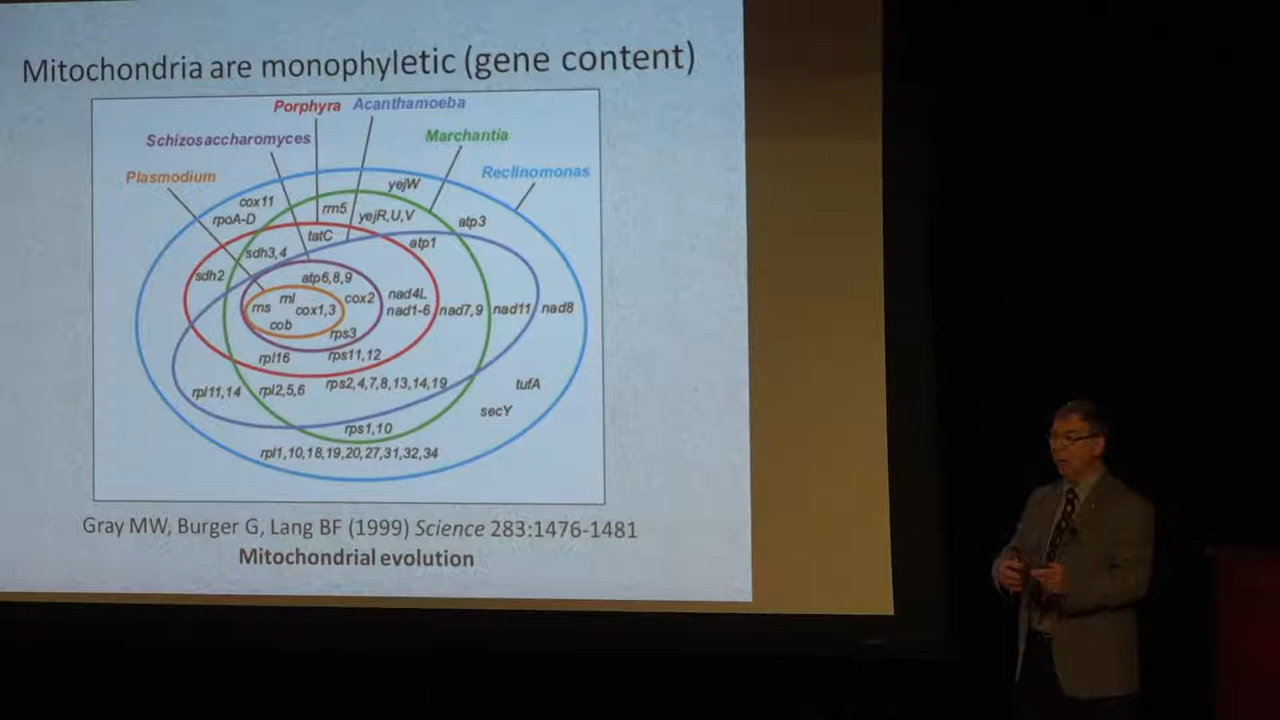 Mitochondria are monophyletic (gene content)
Porphyra Acanthamoeba
Schizosaccharomyces Marchantia
Plasmodium Reclinomonas
yejW
cox11
rpoA-D rrn5 yejR,U,V atp3
tatC atp1
sdh3,4
sdh2 atp6,8,9
rnl cox2 nad4L
rns cox1,3 nad1-6 nad7,9 nad11 nad8
cob rps3
rpl16 rps11,12
rpl11,14 rpl2,5,6 rps2,4,7,8,13,14,19 tufA
secY
rps1,10
rpl1,10,18,19,20,27,31,32,34
Gray MW, Burger G, Lang BF (1999) Science 283:1476-1481
Mitochondrial evolution